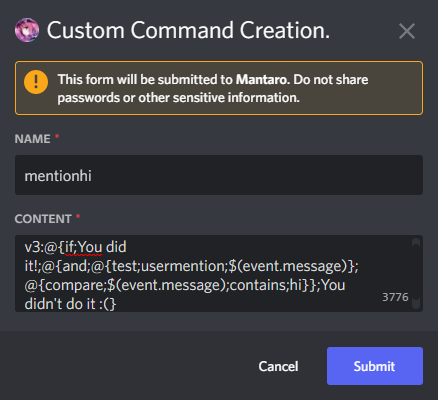 Custom Command Creation.
This form will be submitted to Mantaro. Do not share
passwords or other sensitive information.
NAME *
mentionhi
CONTENT *
v3:@{if;You did
it!;@{and;@{test;usermention;$(event.message)};
@{compare;$(event.message);contains;hi}};You
didn't do it :(}
3776
Cancel
Submit